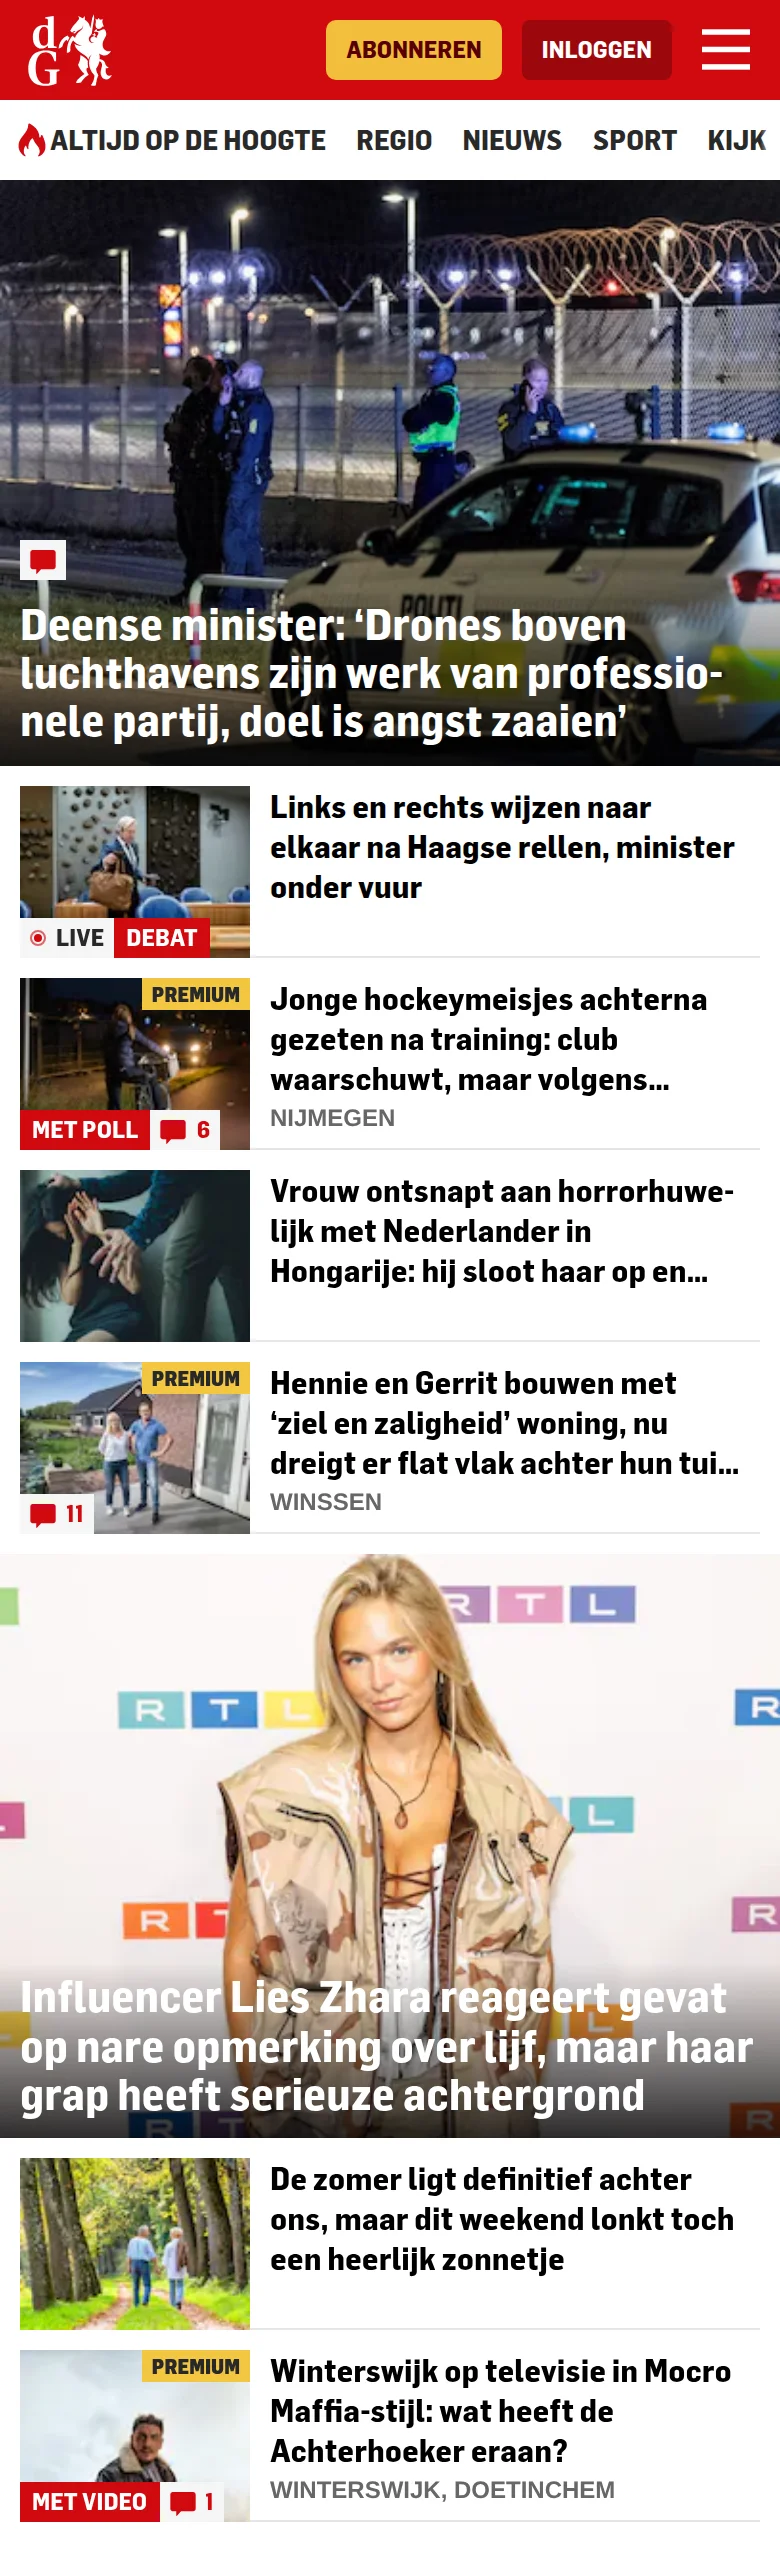 dG
ABONNEREN
INLOGGEN
ALTIJD OP DE HOOGTE
REGIO
NIEUWS
SPORT
KIJK
POLITI
Deense minister: ‘Drones boven
luchthavens zijn werk van professio-
nele partij, doel is angst zaaien’
LIVE
DEBAT
Links en rechts wijzen naar
elkaar na Haagse rellen, minister
onder vuur
PREMIUM
MET POLL
6
Jonge hockeymeisjes achterna
gezeten na training: club
waarschuwt, maar volgens...
NIJMEGEN
Vrouw ontsnapt aan horrorhuwe-
lijk met Nederlander in
Hongarije: hij sloot haar op en...
PREMIUM
11
Hennie en Gerrit bouwen met
‘ziel en zaligheid’ woning, nu
dreigt er flat vlak achter hun tui...
WINSSEN
R T L
R T L
R
L
R T
R
L
R T
R
Influencer Lies Zhara reageert gevat
op nare opmerking over lijf, maar haar
grap heeft serieuze achtergrond
De zomer ligt definitief achter
ons, maar dit weekend lonkt toch
een heerlijk zonnetje
PREMIUM
MET VIDEO
1
Winterswijk op televisie in Mocro
Maffia-stijl: wat heeft de
Achterhoeker eraan?
WINTERSWIJK, DOETINCHEM